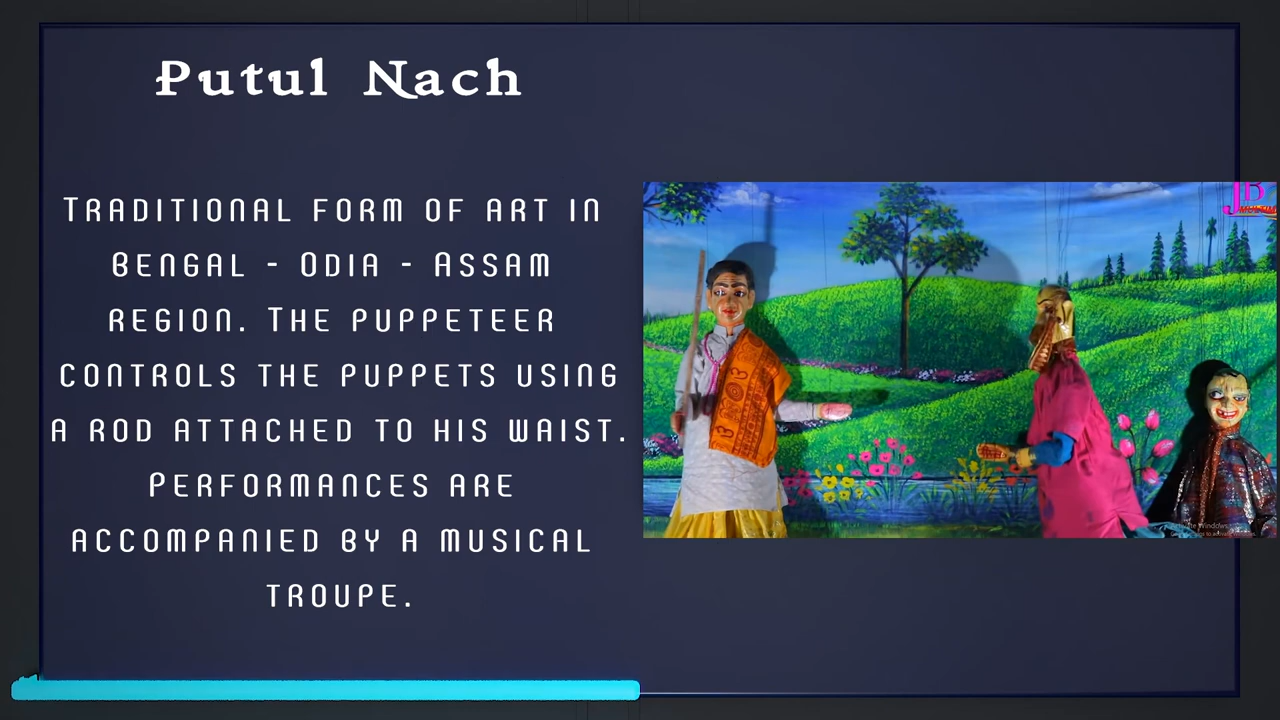 Putul Nach
Traditional form of art in
Bengal - Odia - Assam
region. The puppeteer
controls the puppets using
a rod attached to his waist.
Performances are
accompanied by a musical
troupe.
JB